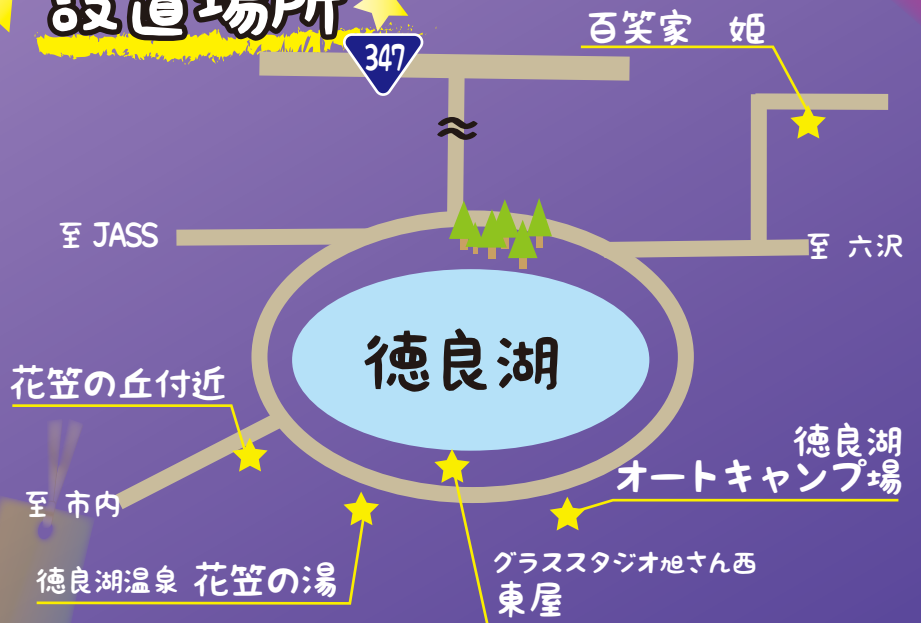 設置場所
347
百笑家　姫
至 JASS
至 六沢
徳良湖
花笠の丘付近
徳良湖
オートキャンプ場
至 市内
グラススタジオ旭さん西
東屋
徳良湖温泉 花笠の湯